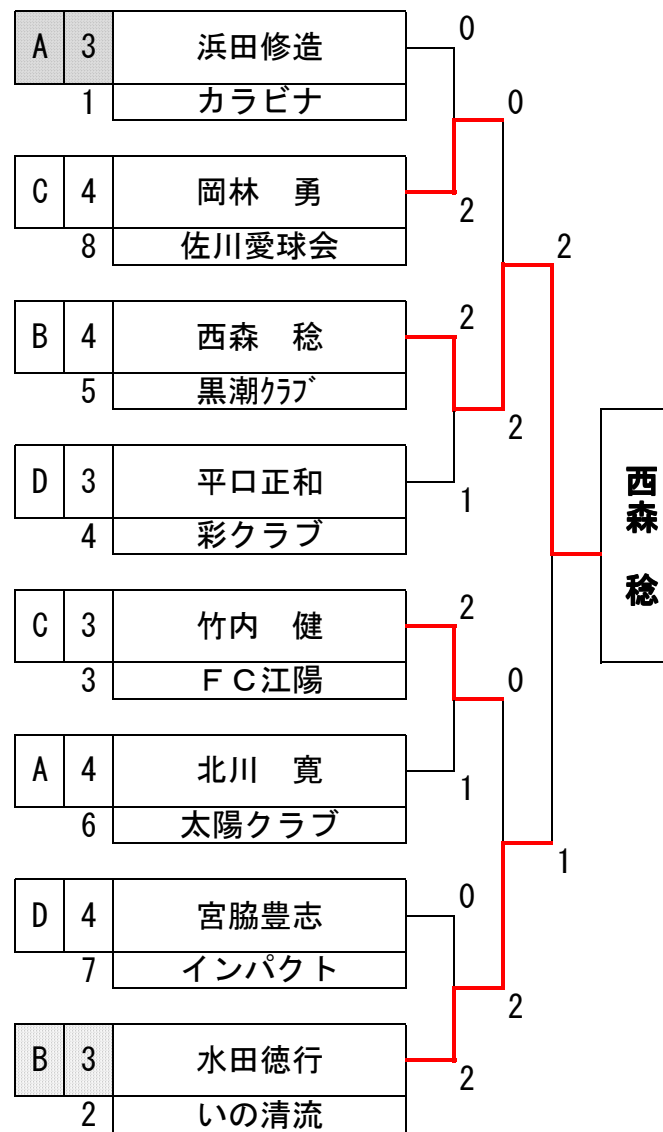 A 3 浜田修造 0
1 カラビナ 0
C 4 岡林　勇 2
8 佐川愛球会 2
B 4 西森　稔 2
5 黒潮ｸﾗﾌﾞ 2
D 3 平口正和 1
4 彩クラブ
西森　稔
C 3 竹内　健 2
3 ＦＣ江陽 0
A 4 北川　寛 1
6 太陽クラブ 1
D 4 宮脇豊志 0
7 インパクト 2
B 3 水田徳行 2
2 いの清流